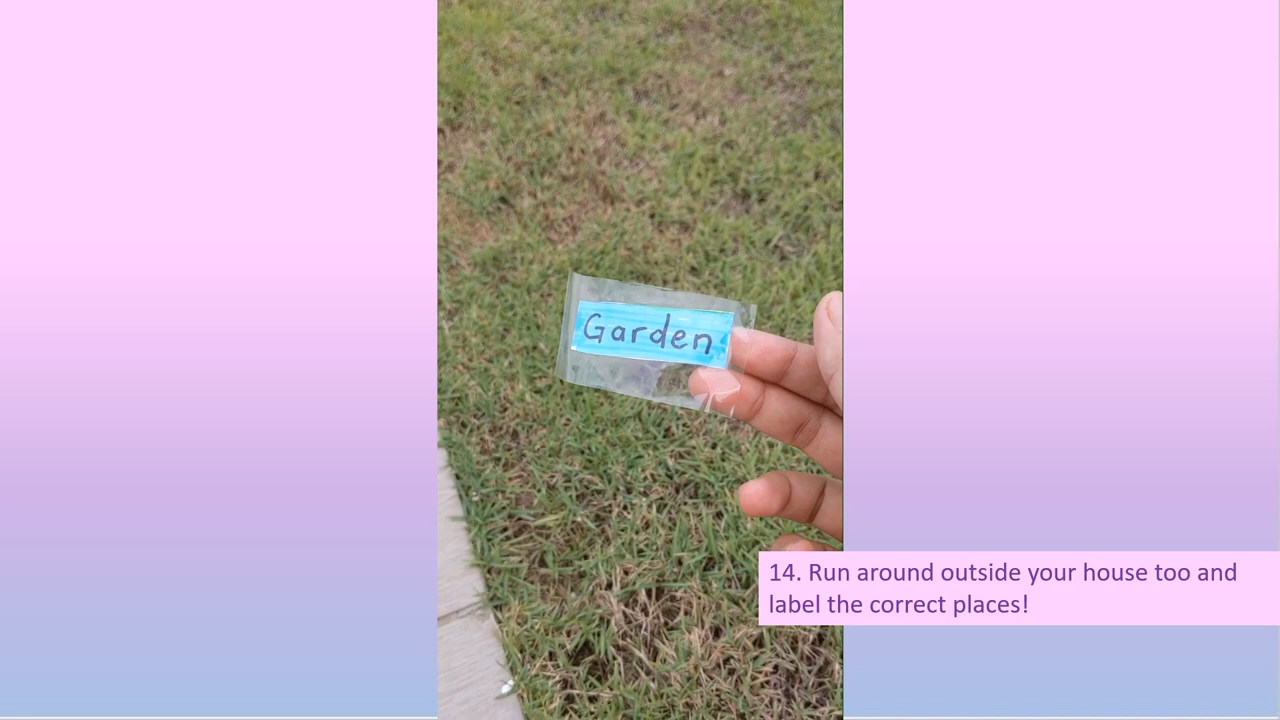 Garden
14. Run around outside your house too and
label the correct places!